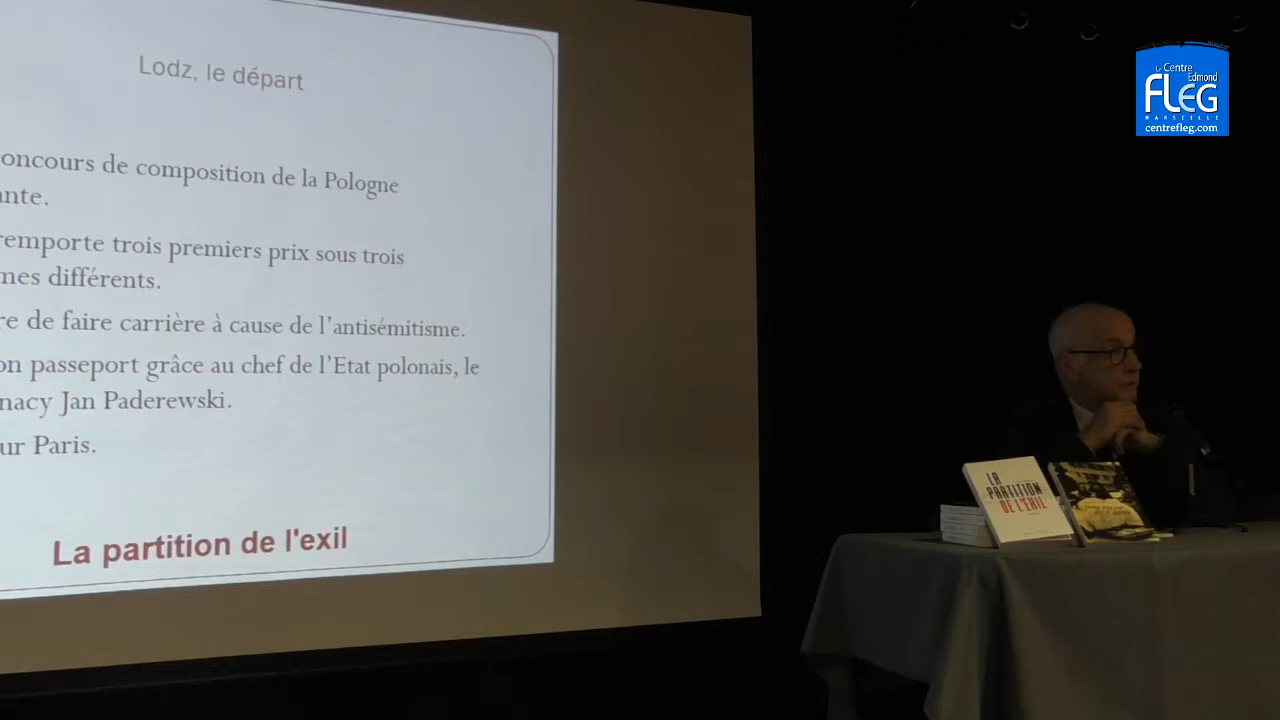 Lodz, le départ
oncours de composition de la Pologne
ante.
remporte trois premiers prix sous trois
mes différents.
re de faire carrière à cause de l'antisémitisme.
on passeport grâce au chef de l'Etat polonais, le
nacy Jan Paderewski.
ur Paris.
La partition de l'exil
Le Centre
Edmond
FLEG
MARSEILLE
centrefleg.com
LA
PARTITION
DE L'EXIL